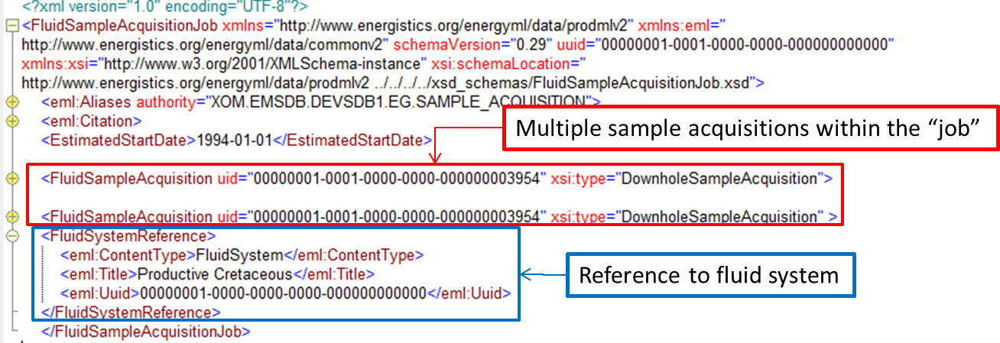 <?xml version="1.0" encoding="UTF-8"?>
<FluidSampleAcquisitionJob xmlns="http://www.energistics.org/energyml/data/prodmlv2" xmlns:eml="
http://www.energistics.org/energyml/data/commonv2" schemaVersion="0.29" uuid="00000001-0001-0000-0000-000000000000"
xmlns:xsi="http://www.w3.org/2001/XMLSchema-instance" xsi:schemaLocation="
http://www.energistics.org/energyml/data/prodmlv2 ../../../../xsd_schemas/FluidSampleAcquisitionJob.xsd">
<eml:Aliases authority="XOM.EMSDB.DEVSDB1.EG.SAMPLE_ACQUISITION">
<eml:Citation>
Multiple sample acquisitions within the “job”
<EstimatedStartDate>1994-01-01</EstimatedStartDate>
<FluidSampleAcquisition uid="00000001-0001-0000-0000-000000003954" xsi:type="DownholeSampleAcquisition">
<FluidSampleAcquisition uid="00000001-0001-0000-0000-000000003954" xsi:type="DownholeSampleAcquisition" >
<FluidSystemReference>
<eml:ContentType>FluidSystem</eml:ContentType>
<eml:Title>Productive Cretaceous</eml:Title>
Reference to fluid system
<eml:Uuid>00000001-0000-0000-0000-000000000000</eml:Uuid>
</FluidSystemReference>
</FluidSampleAcquisitionJob>